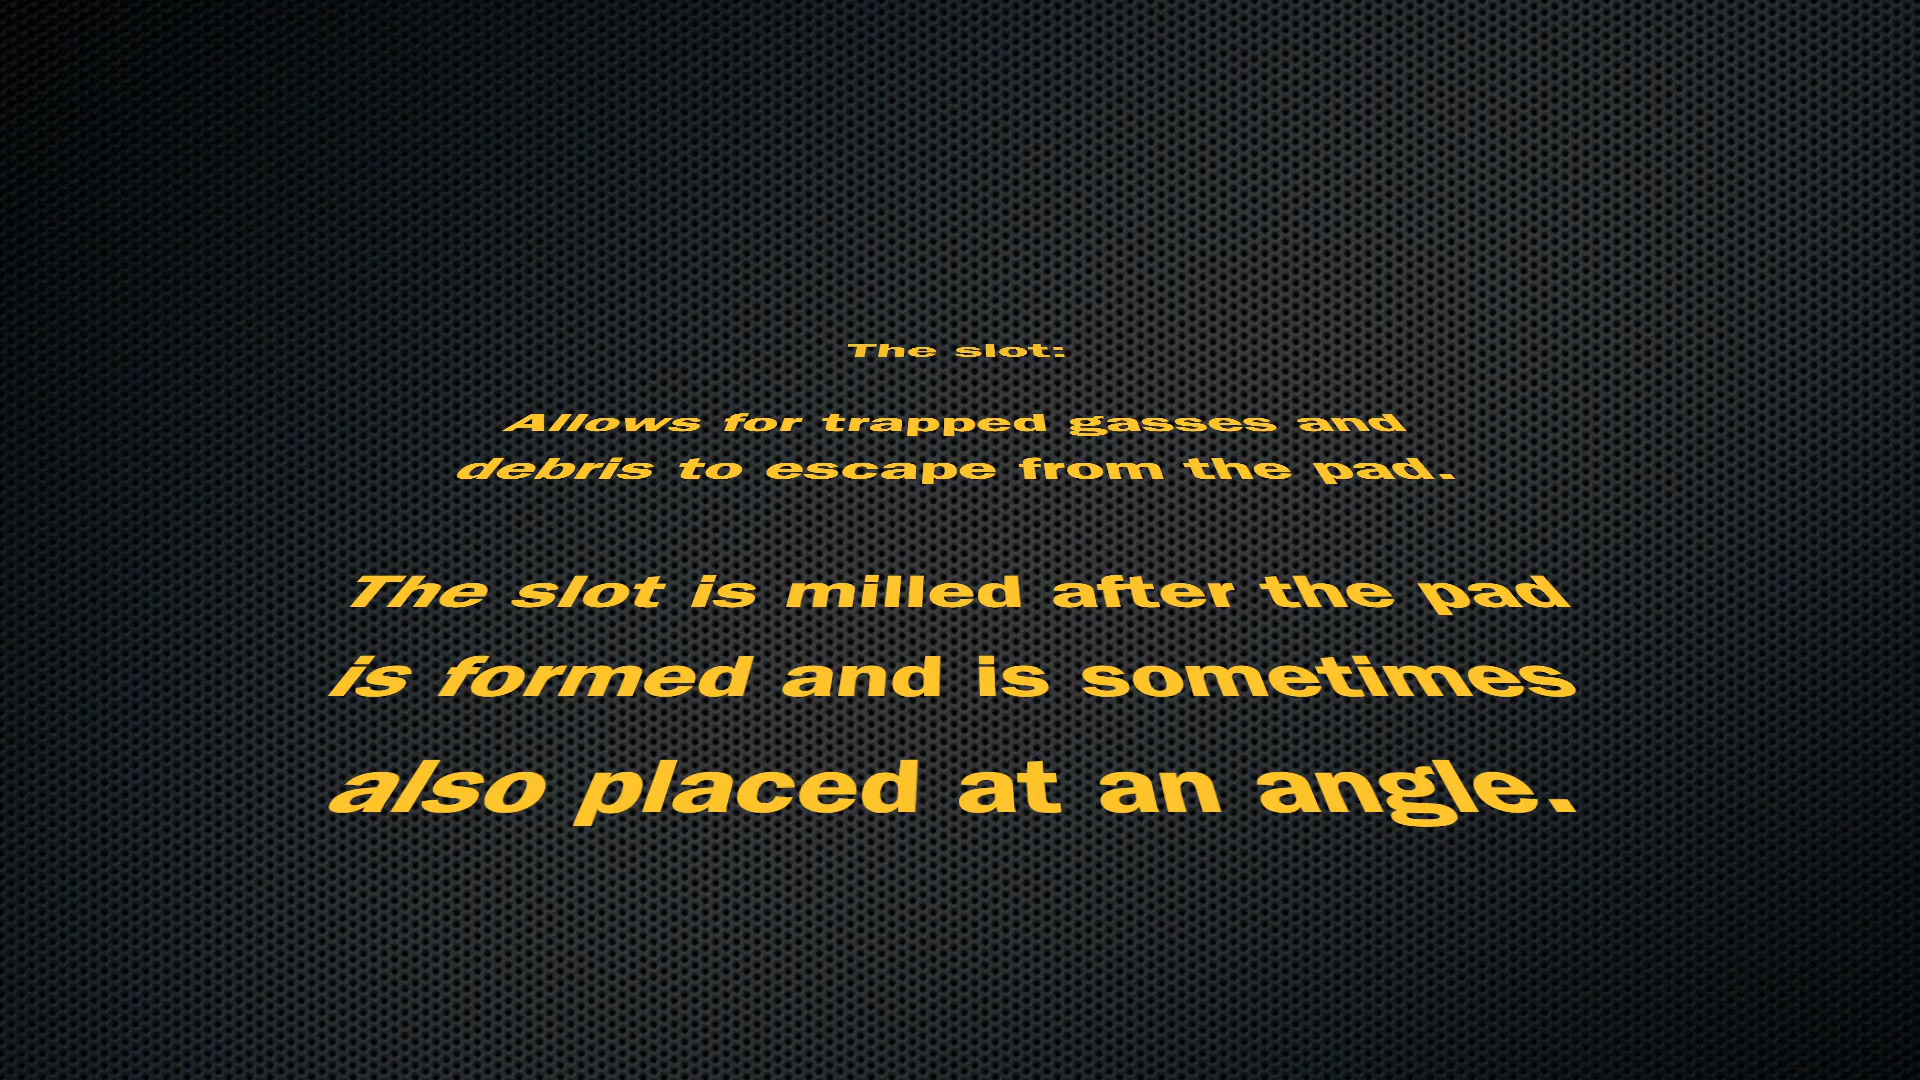 The slot:
Allows for trapped gasses and
debris to escape from the pad.
The slot is milled after the pad
is formed and is sometimes
also placed at an angle.